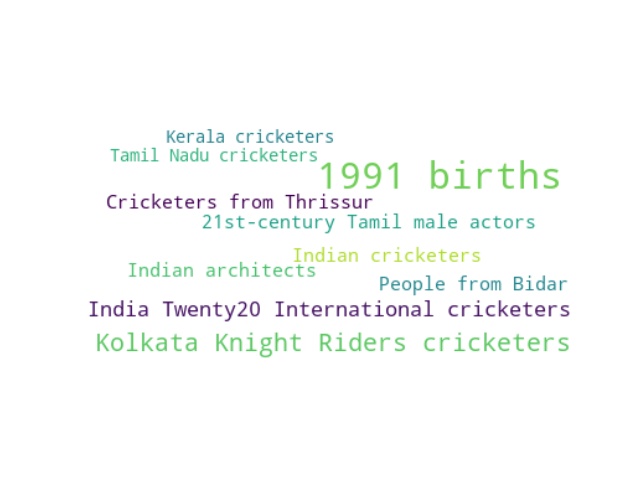 Kerala cricketers
Tamil Nadu cricketers
1991 births
Cricketers from Thrissur
21st-century Tamil male actors
Indian cricketers
Indian architects
People from Bidar
India Twenty20 International cricketers
Kolkata Knight Riders cricketers